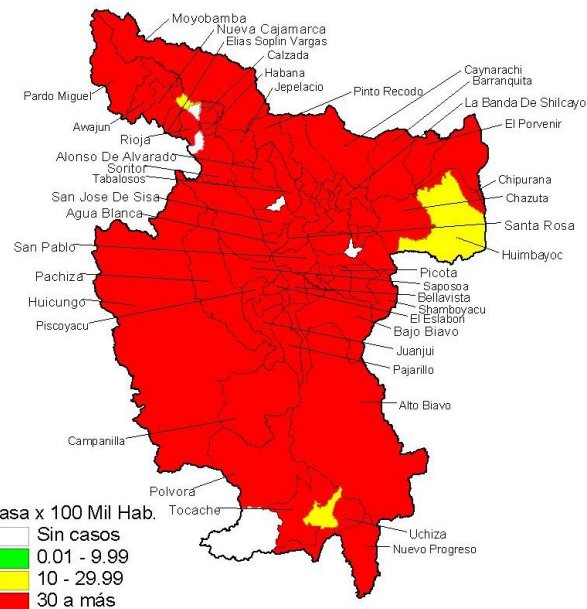 Moyobamba
Nueva Cajamarca
Elias Soplin Vargas
Calzada
Habana
Jepelacio
Pinto Recodo
Caynarachi
Barranquita
La Banda De Shilcayo
El Porvenir
Pardo Miguel
Awajun
Rioja
Alonso De Alvarado
Soritor
Tabalosos
San Jose De Sisa
Agua Blanca
San Pablo
Pachiza
Huicungo
Piscoyacu
Chipurana
Chazuta
Santa Rosa
Huimbayoc
Picota
Saposoa
Bellavista
Shamboyacu
El Eslabon
Bajo Biavo
Juanjui
Pajarillo
Alto Biavo
Campanilla
Polvora
Tocache
Uchiza
Nuevo Progreso
asa x 100 Mil Hab.
Sin casos
0.01 - 9.99
10 - 29.99
30 a más